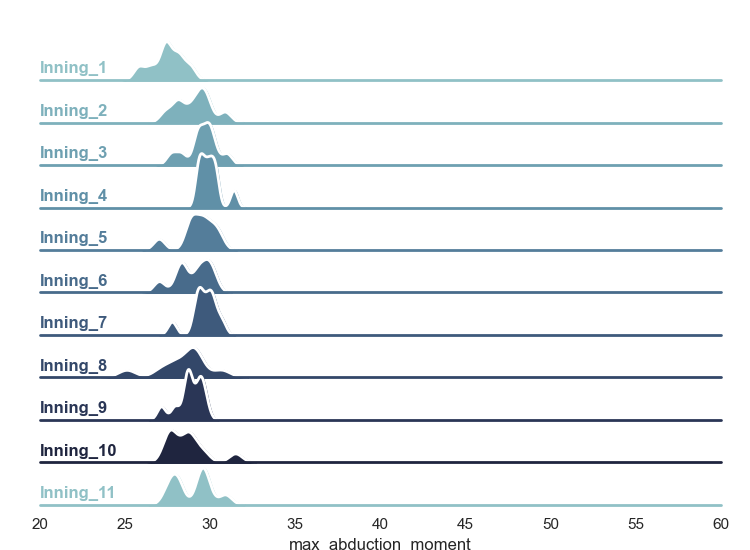 Inning_1
Inning_2
Inning_3
Inning_4
Inning_5
Inning_6
Inning_7
Inning_8
Inning_9
Inning_10
Inning_11
20 25 30 35 40 45 50 55 60
max_abduction_moment